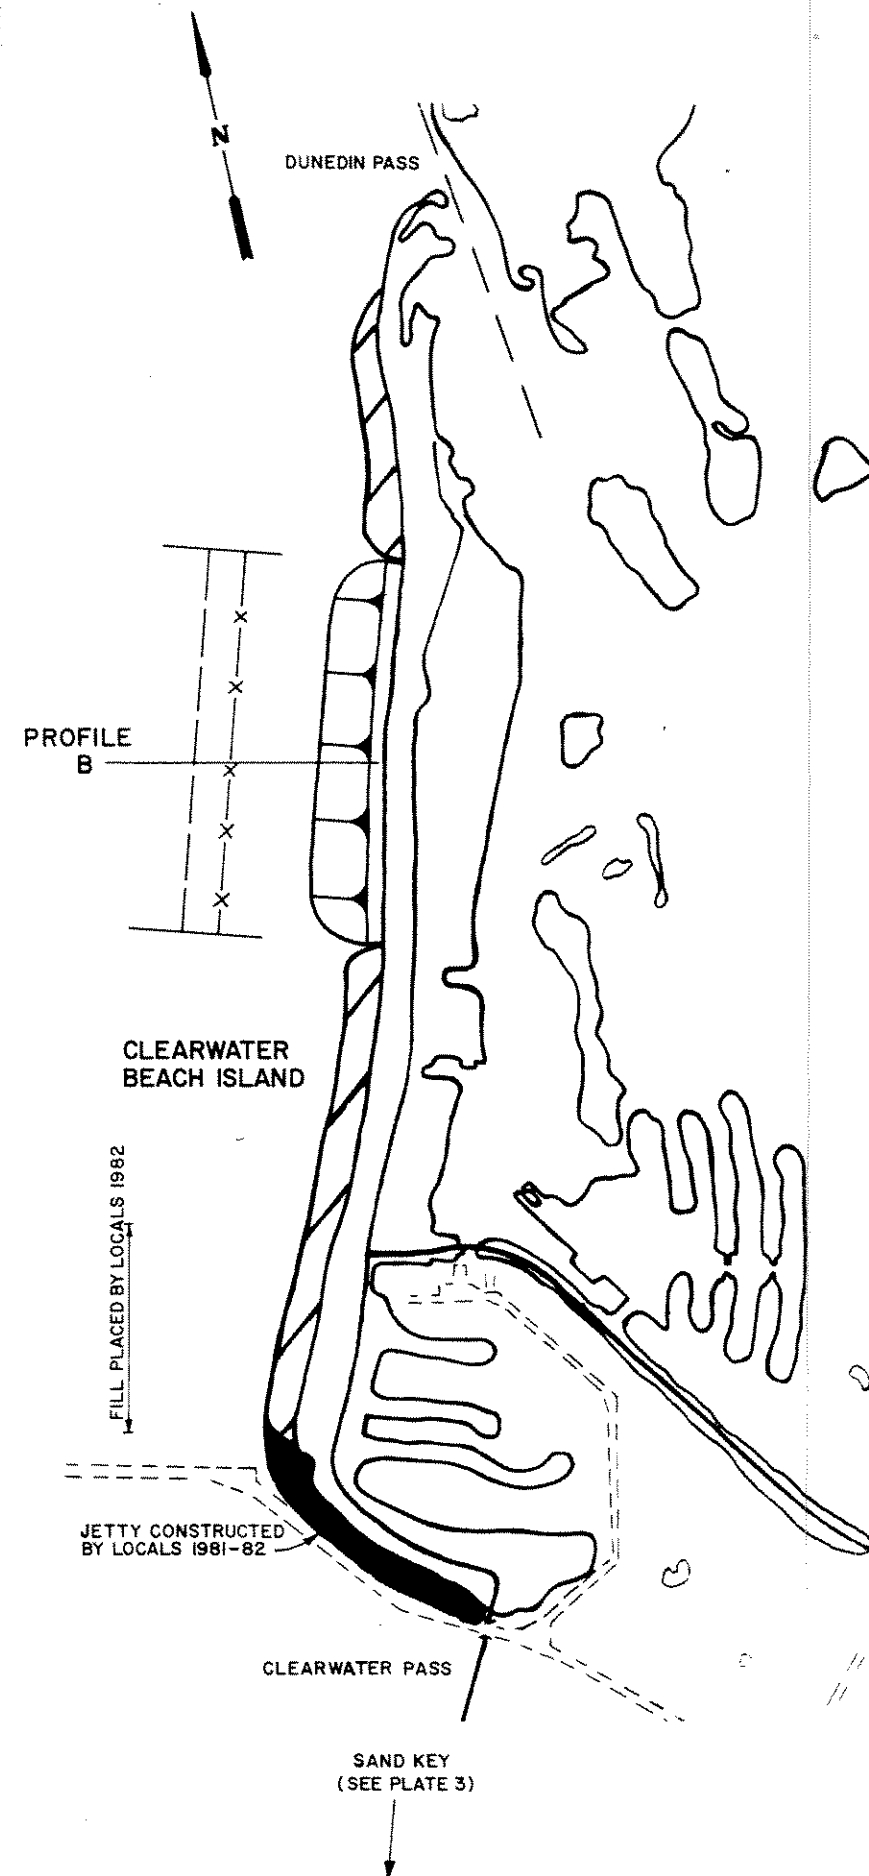 N
DUNEDIN PASS
PROFILE
B
CLEARWATER
BEACH ISLAND
FILL PLACED BY LOCALS 1982
JETTY CONSTRUCTED
BY LOCALS 1981-82
CLEARWATER PASS
SAND KEY
(SEE PLATE 3)